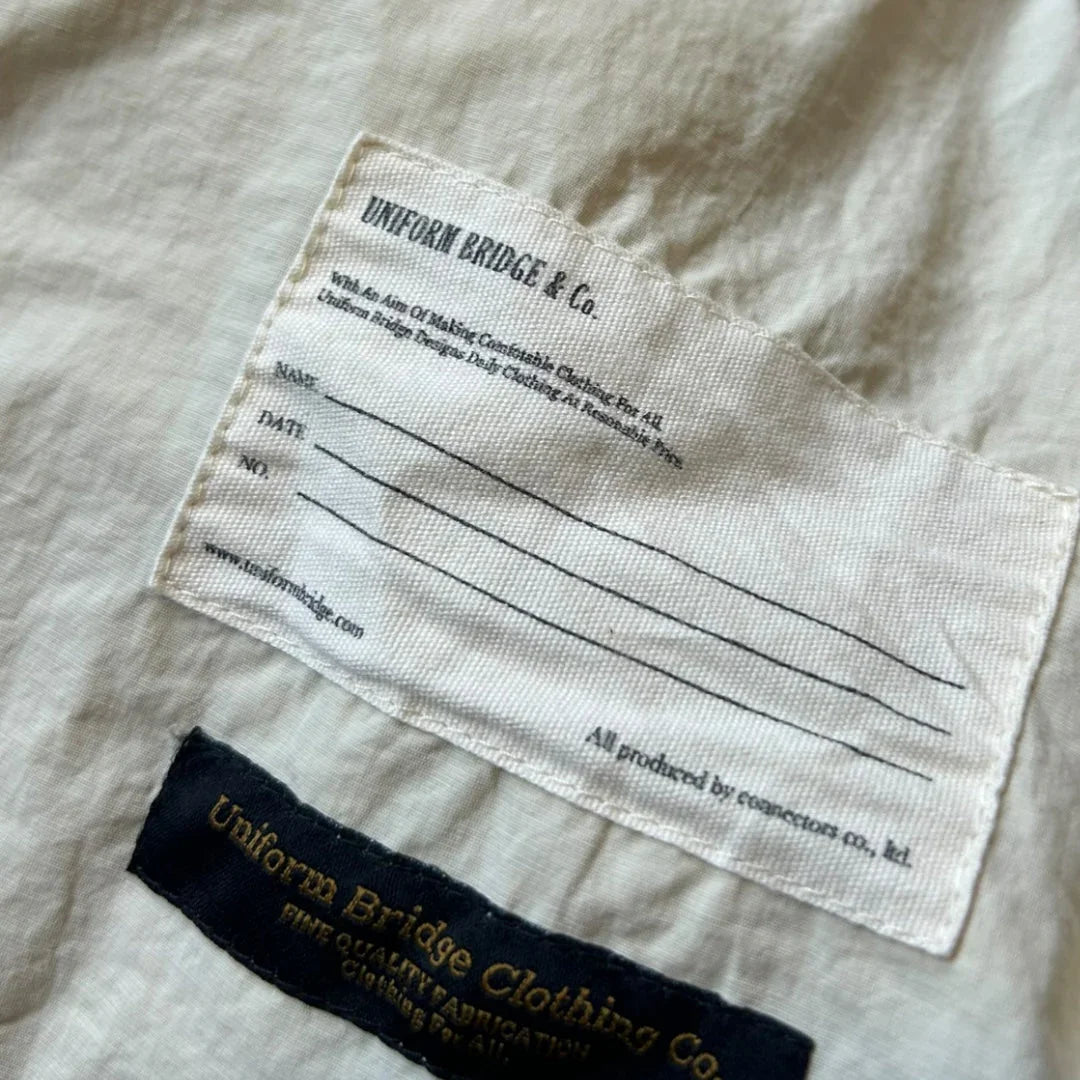 UNIFORM BRIDGE & Co.
With An Aim Of Making Comfotable Clothing For All.
Uniform Bridge Designs Daily Clothing At Resonable Price.
NAME
DATE
NO.
www.uniformbridge.com
All produced by connectors co., ltd.
Uniform Bridge Clothing Co.
FINE QUALITY FABRICATION
Clothing For All.